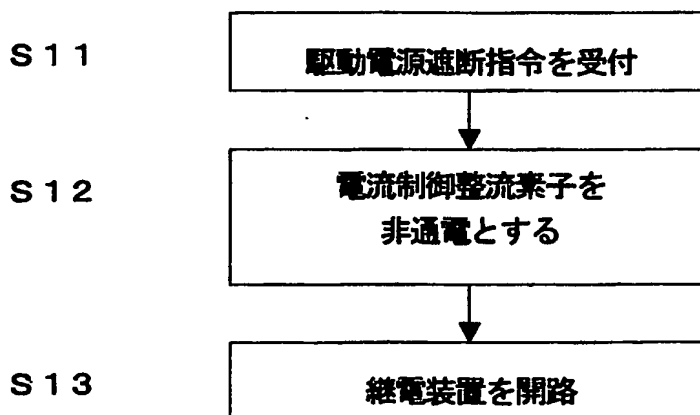 S11
駆動電源遮断指令を受付
S12
電流制御整流素子を
非通電とする
S13
継電装置を開路